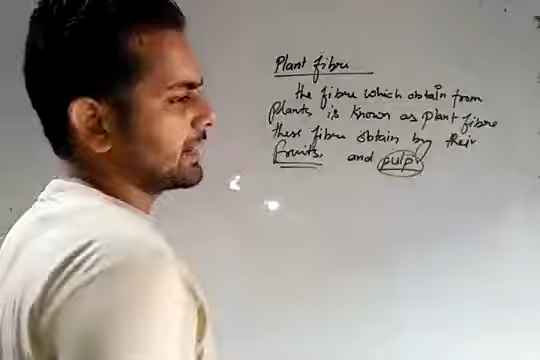 Plant fibre
the fibre which obtain from
plants is known as plant fibre
these fibre obtain by their
fruits. and pulp